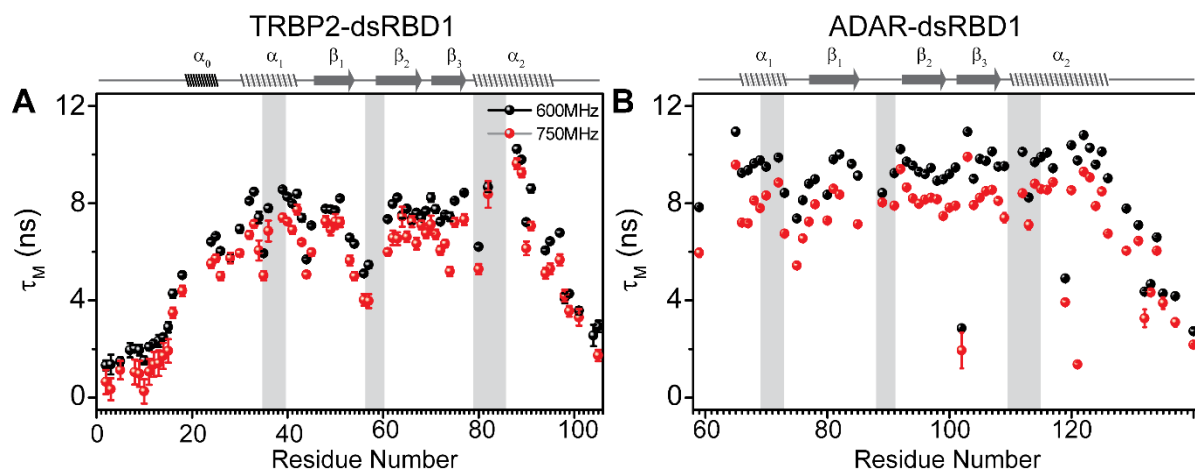 TRBP2-dsRBD1
ADAR-dsRBD1
α0 α1 β1 β2 β3 α2
α1 β1 β2 β3 α2
A
B
600MHz
750MHz
τM (ns)
12
8
4
0
0 20 40 60 80 100
Residue Number
τM (ns)
12
8
4
0
60 80 100 120
Residue Number